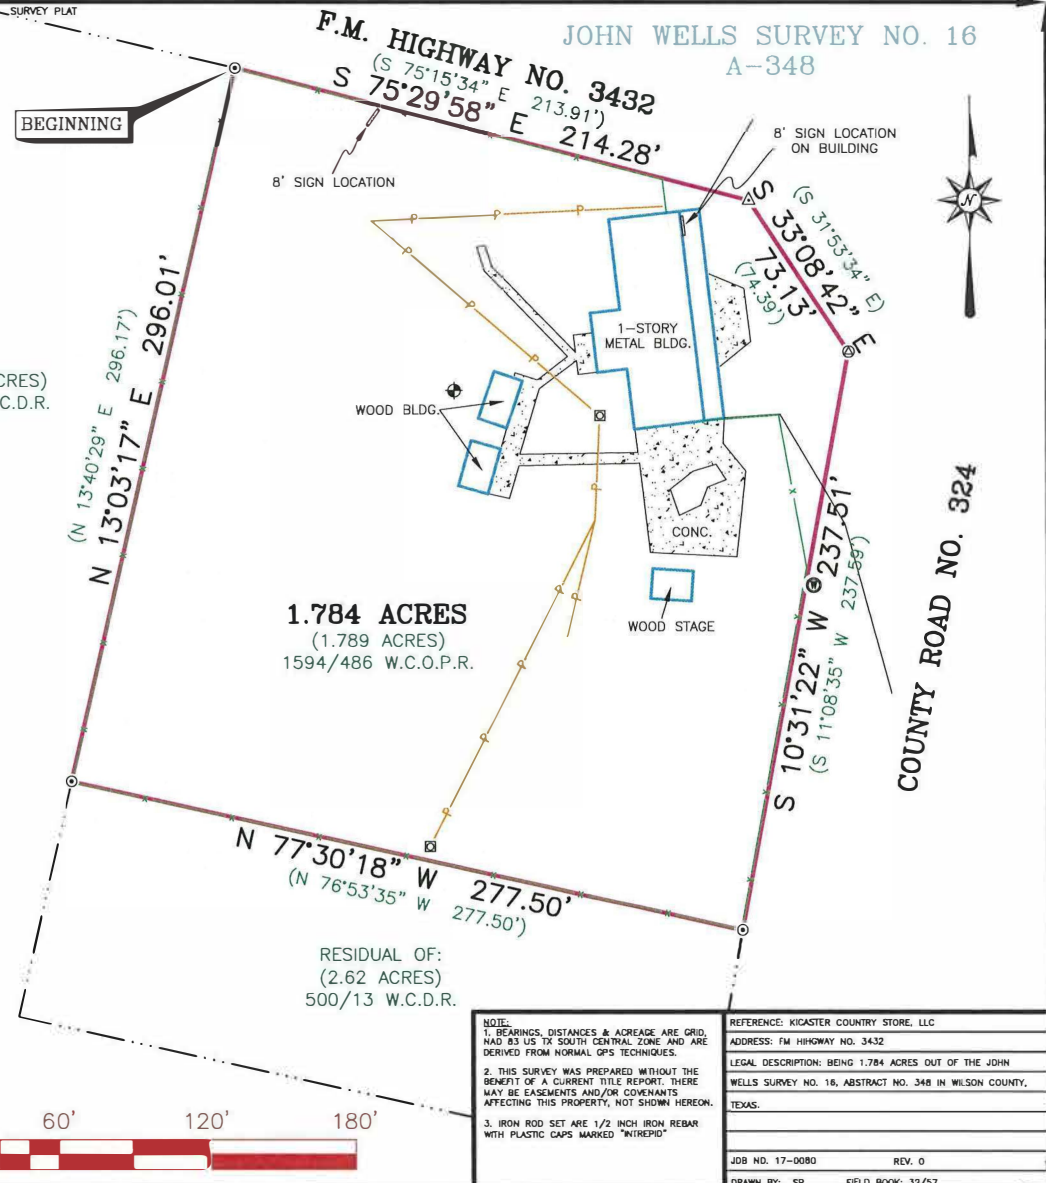 SURVEY PLAT
JOHN WELLS SURVEY NO. 16
A-348
F.M. HIGHWAY NO. 3432
(S 75°15'34" E 213.91')
S 75°29'58" E 214.28'
BEGINNING
8' SIGN LOCATION
8' SIGN LOCATION
ON BUILDING
N
S 33°08'42" E
73.13'
(S 31°53'34" E)
(74.39')
N 13°03'17" E 296.01'
(N 13°40'29" E 296.17')
CRES)
C.D.R.
1-STORY
METAL BLDG.
WOOD BLDG.
CONC.
WOOD STAGE
1.784 ACRES
(1.789 ACRES)
1594/486 W.C.O.P.R.
S 10°31'22" W 237.51'
(S 11°08'35" W 237.59')
COUNTY ROAD NO. 324
N 77°30'18" W 277.50'
(N 76°53'35" W 277.50')
RESIDUAL OF:
(2.62 ACRES)
500/13 W.C.D.R.
60' 120' 180'
NOTE:
1. BEARINGS, DISTANCES & ACREAGE ARE GRID,
NAD 83 US TX SOUTH CENTRAL ZONE AND ARE
DERIVED FROM NORMAL GPS TECHNIQUES.
2. THIS SURVEY WAS PREPARED WITHOUT THE
BENEFIT OF A CURRENT TITLE REPORT. THERE
MAY BE EASEMENTS AND/OR COVENANTS
AFFECTING THIS PROPERTY, NOT SHOWN HEREON.
3. IRON ROD SET ARE 1/2 INCH IRON REBAR
WITH PLASTIC CAPS MARKED "INTREPID"
REFERENCE: KICASTER COUNTRY STORE, LLC
ADDRESS: FM HIHGWAY NO. 3432
LEGAL DESCRIPTION: BEING 1.784 ACRES OUT OF THE JOHN
WELLS SURVEY NO. 16, ABSTRACT NO. 348 IN WILSON COUNTY,
TEXAS.
JOB NO. 17-0080 REV. 0
DRAWN BY: SP FIELD BOOK: 32/57